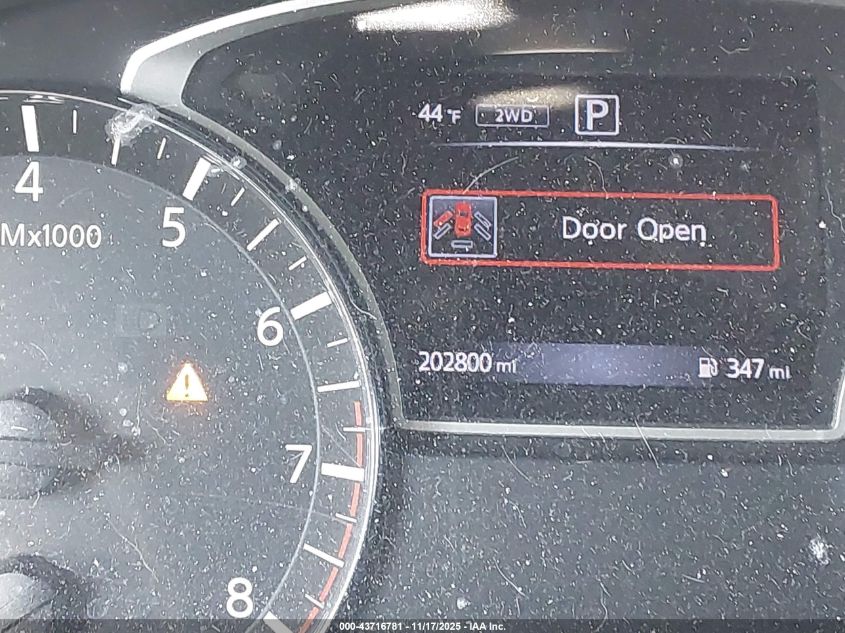 44°F 2WD P
4
5
Mx1000
Door Open
6
202800 mi 347 mi
7
8
000-43716781 - 11/17/2025 - IAA Inc.